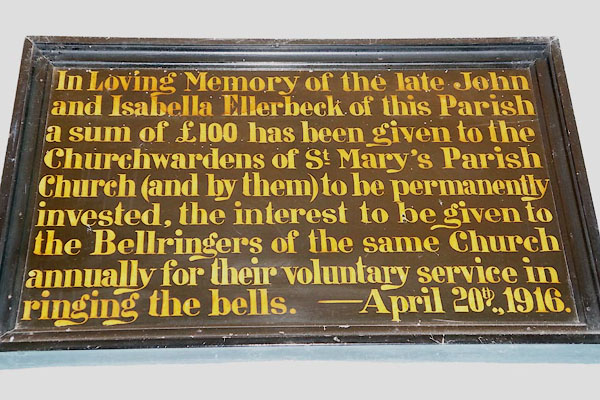 In Loving Memory of the late John
and Isabella Ellerbeck of this Parish
a sum of £100 has been given to the
Churchwardens of St Mary's Parish
Church (and by them) to be permanently
invested, the interest to be given to
the Bellringers of the same Church
annually for their voluntary service in
ringing the bells. —April 20th., 1916.